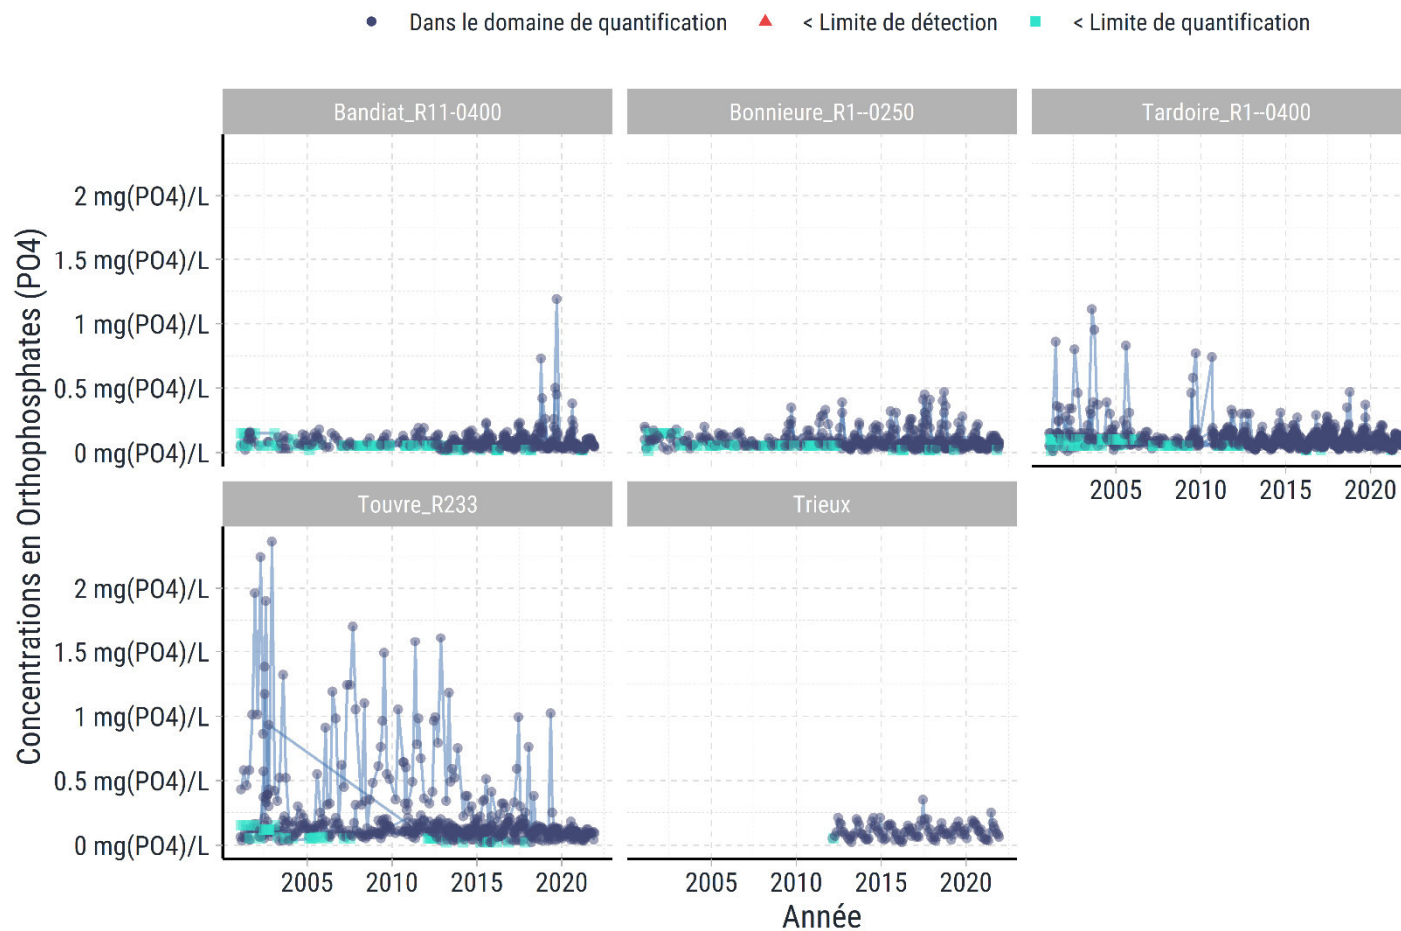 Dans le domaine de quantification < Limite de détection < Limite de quantification
Bandiat_R11-0400 Bonnieure_R1--0250 Tardoire_R1--0400
Concentrations en Orthophosphates (PO4)
2 mg(PO4)/L
1.5 mg(PO4)/L
1 mg(PO4)/L
0.5 mg(PO4)/L
0 mg(PO4)/L
2005 2010 2015 2020
Touvre_R233 Trieux
2 mg(PO4)/L
1.5 mg(PO4)/L
1 mg(PO4)/L
0.5 mg(PO4)/L
0 mg(PO4)/L
2005 2010 2015 2020 2005 2010 2015 2020
Année